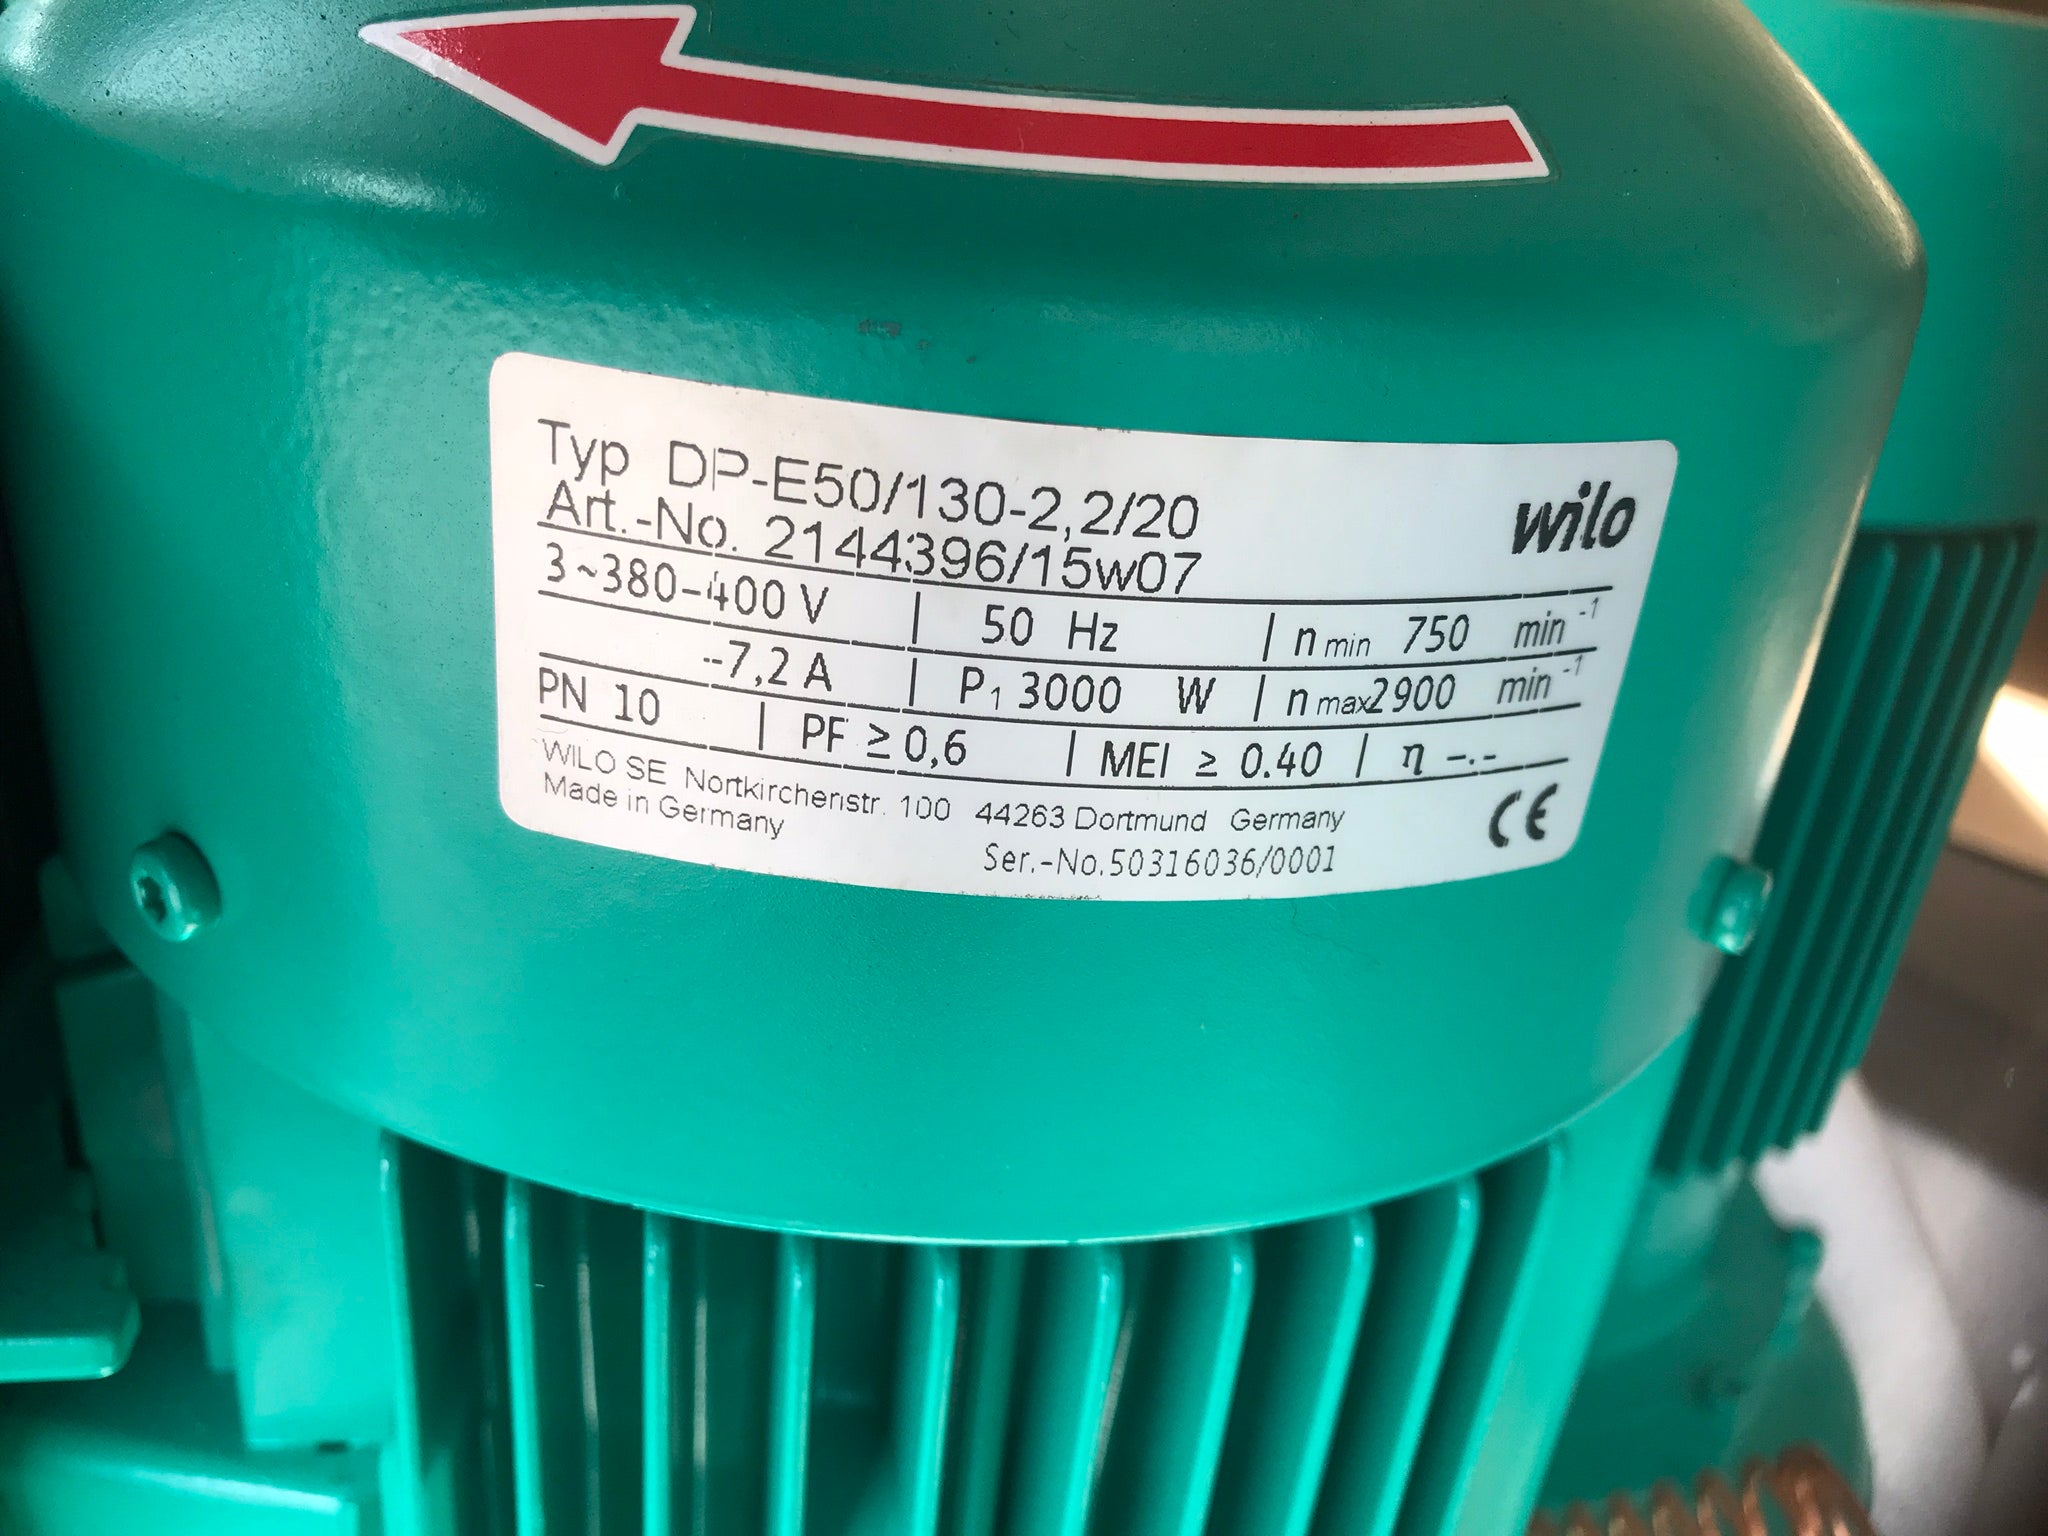 Typ DP-E50/130-2,2/20
wilo
Art.-No. 2144396/15w07
3~380-400 V | 50 Hz | n min 750 min -1
--7,2 A | P1 3000 W | n max2900 min -1
PN 10 | PF ≥ 0,6 | MEI ≥ 0.40 | η -.-
WILO SE Nortkirchenstr. 100 44263 Dortmund Germany
Made in Germany
CE
Ser.-No.50316036/0001